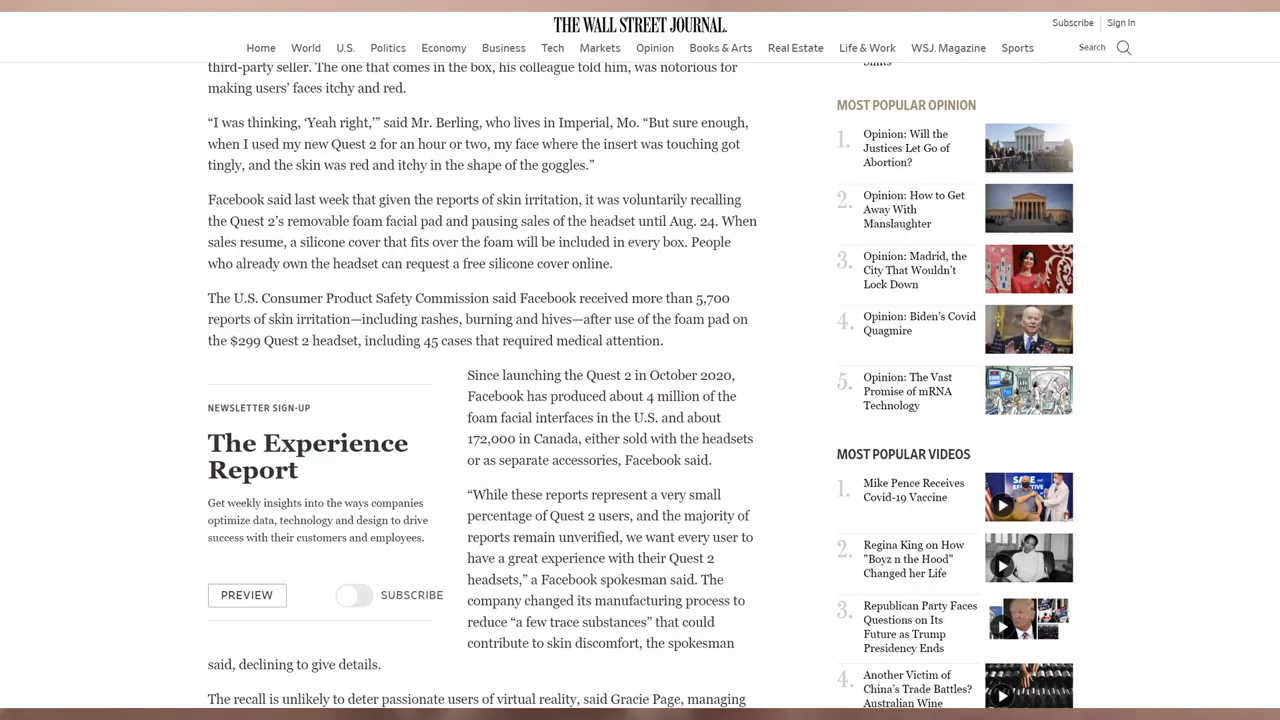 THE WALL STREET JOURNAL.
Subscribe
Sign In
Home
World
U.S.
Politics
Economy
Business
Tech
Markets
Opinion
Books & Arts
Real Estate
Life & Work
WSJ. Magazine
Sports
Search
third-party seller. The one that comes in the box, his colleague told him, was notorious for
making users’ faces itchy and red.
“I was thinking, ‘Yeah right,’” said Mr. Berling, who lives in Imperial, Mo. “But sure enough,
when I used my new Quest 2 for an hour or two, my face where the insert was touching got
tingly, and the skin was red and itchy in the shape of the goggles.”
Facebook said last week that given the reports of skin irritation, it was voluntarily recalling
the Quest 2’s removable foam facial pad and pausing sales of the headset until Aug. 24. When
sales resume, a silicone cover that fits over the foam will be included in every box. People
who already own the headset can request a free silicone cover online.
The U.S. Consumer Product Safety Commission said Facebook received more than 5,700
reports of skin irritation—including rashes, burning and hives—after use of the foam pad on
the $299 Quest 2 headset, including 45 cases that required medical attention.
NEWSLETTER SIGN-UP
The Experience
Report
Get weekly insights into the ways companies
optimize data, technology and design to drive
success with their customers and employees.
PREVIEW
SUBSCRIBE
Since launching the Quest 2 in October 2020,
Facebook has produced about 4 million of the
foam facial interfaces in the U.S. and about
172,000 in Canada, either sold with the headsets
or as separate accessories, Facebook said.
“While these reports represent a very small
percentage of Quest 2 users, and the majority of
reports remain unverified, we want every user to
have a great experience with their Quest 2
headsets,” a Facebook spokesman said. The
company changed its manufacturing process to
reduce “a few trace substances” that could
contribute to skin discomfort, the spokesman
said, declining to give details.
The recall is unlikely to deter passionate users of virtual reality, said Gracie Page, managing
MOST POPULAR OPINION
1.
Opinion: Will the
Justices Let Go of
Abortion?
2.
Opinion: How to Get
Away With
Manslaughter
3.
Opinion: Madrid, the
City That Wouldn’t
Lock Down
4.
Opinion: Biden’s Covid
Quagmire
5.
Opinion: The Vast
Promise of mRNA
Technology
MOST POPULAR VIDEOS
1.
Mike Pence Receives
Covid-19 Vaccine
2.
Regina King on How
"Boyz n the Hood"
Changed her Life
3.
Republican Party Faces
Questions on Its
Future as Trump
Presidency Ends
4.
Another Victim of
China’s Trade Battles?
Australian Wine